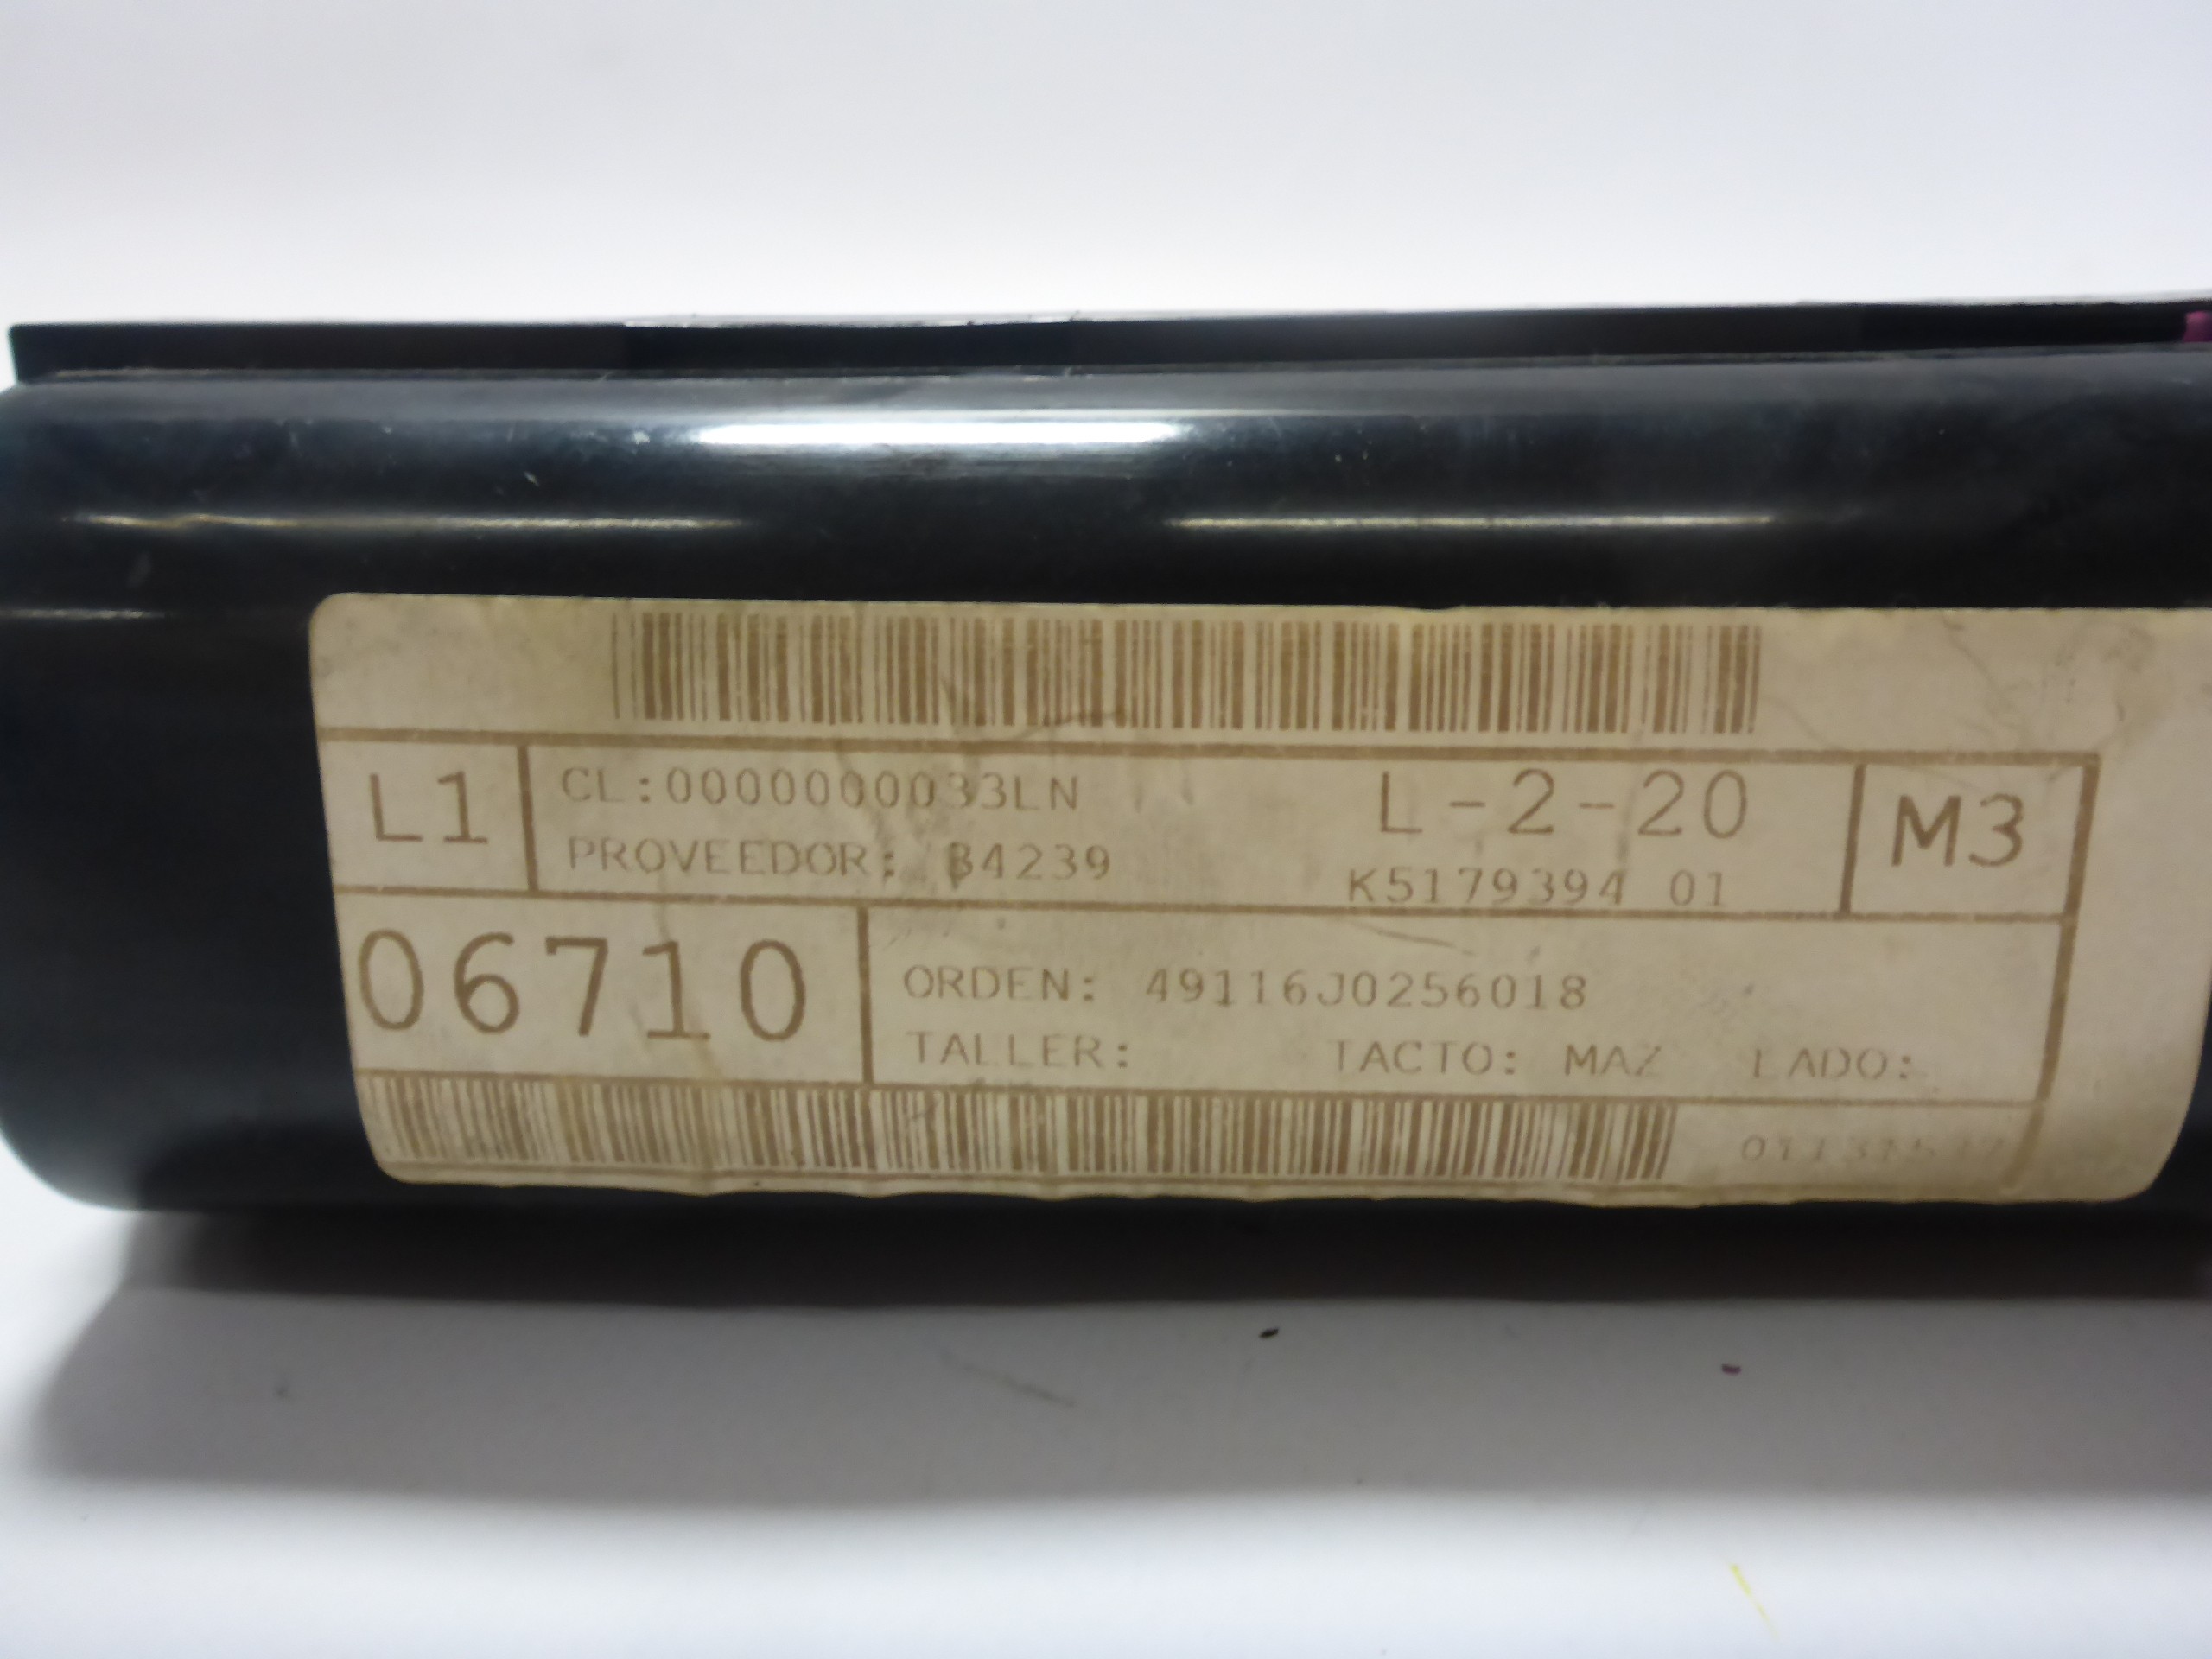 L1 CL:0000000033LN L-2-20 M3
PROVEEDOR: B4239 K5179394 01
06710 ORDEN: 49116J0256018
TALLER: TACTO: MAZ LADO: